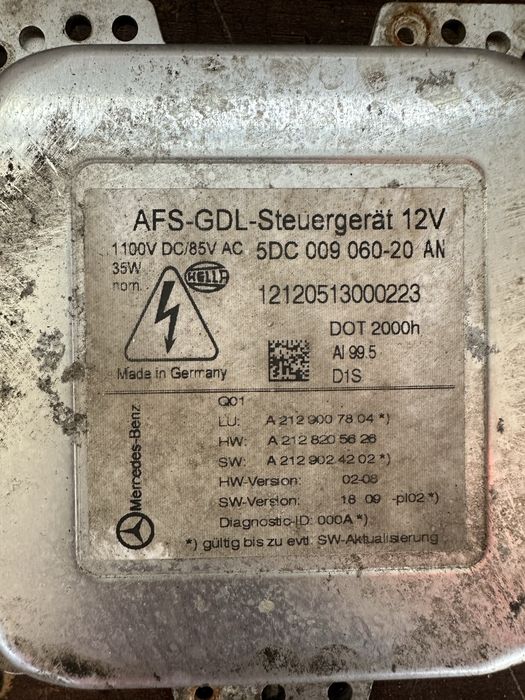 AFS-GDL-Steuergerät 12V
1100V DC/85V AC 5DC 009 060-20 AN
35W
nom. HELLA
12120513000223
DOT 2000h
Al 99.5
D1S
Made in Germany
Mercedes-Benz
Q01
LU: A 212 900 78 04 *)
HW: A 212 820 56 26
SW: A 212 902 42 02 *)
HW-Version: 02-08
SW-Version: 18 09 -pl02 *)
Diagnostic-ID: 000A *)
*) gültig bis zu evtl. SW-Aktualisierung